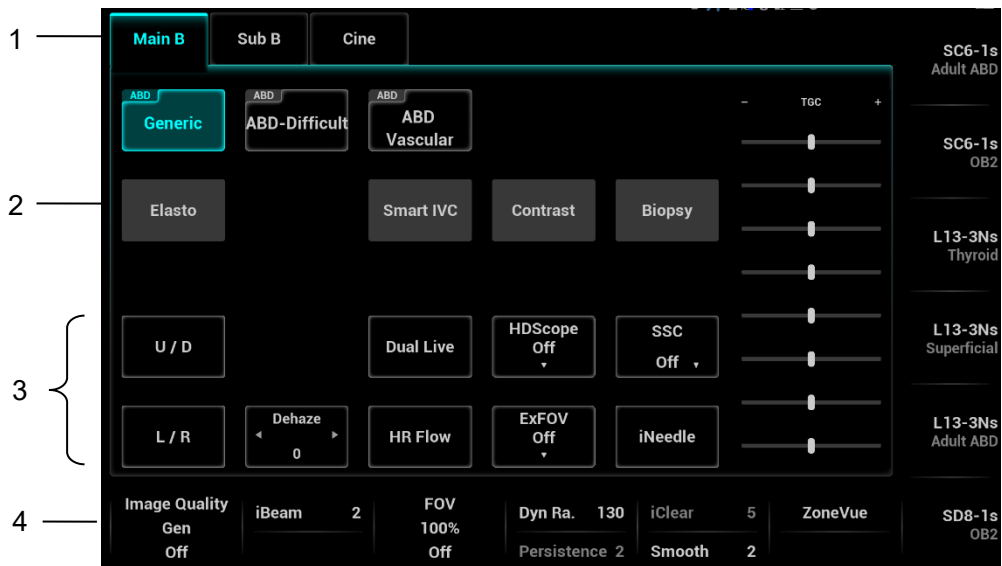 1
Main B
Sub B
Cine
SC6-1s
Adult ABD
ABD
Generic
ABD
ABD-Difficult
ABD
ABD
Vascular
-
TGC
+
SC6-1s
OB2
2
Elasto
Smart IVC
Contrast
Biopsy
L13-3Ns
Thyroid
3
U / D
Dual Live
HDScope
Off
SSC
Off
L13-3Ns
Superficial
L / R
Dehaze
0
HR Flow
ExFOV
Off
iNeedle
L13-3Ns
Adult ABD
4
Image Quality
Gen
Off
iBeam 2
FOV
100%
Off
Dyn Ra. 130
Persistence 2
iClear 5
Smooth 2
ZoneVue
SD8-1s
OB2